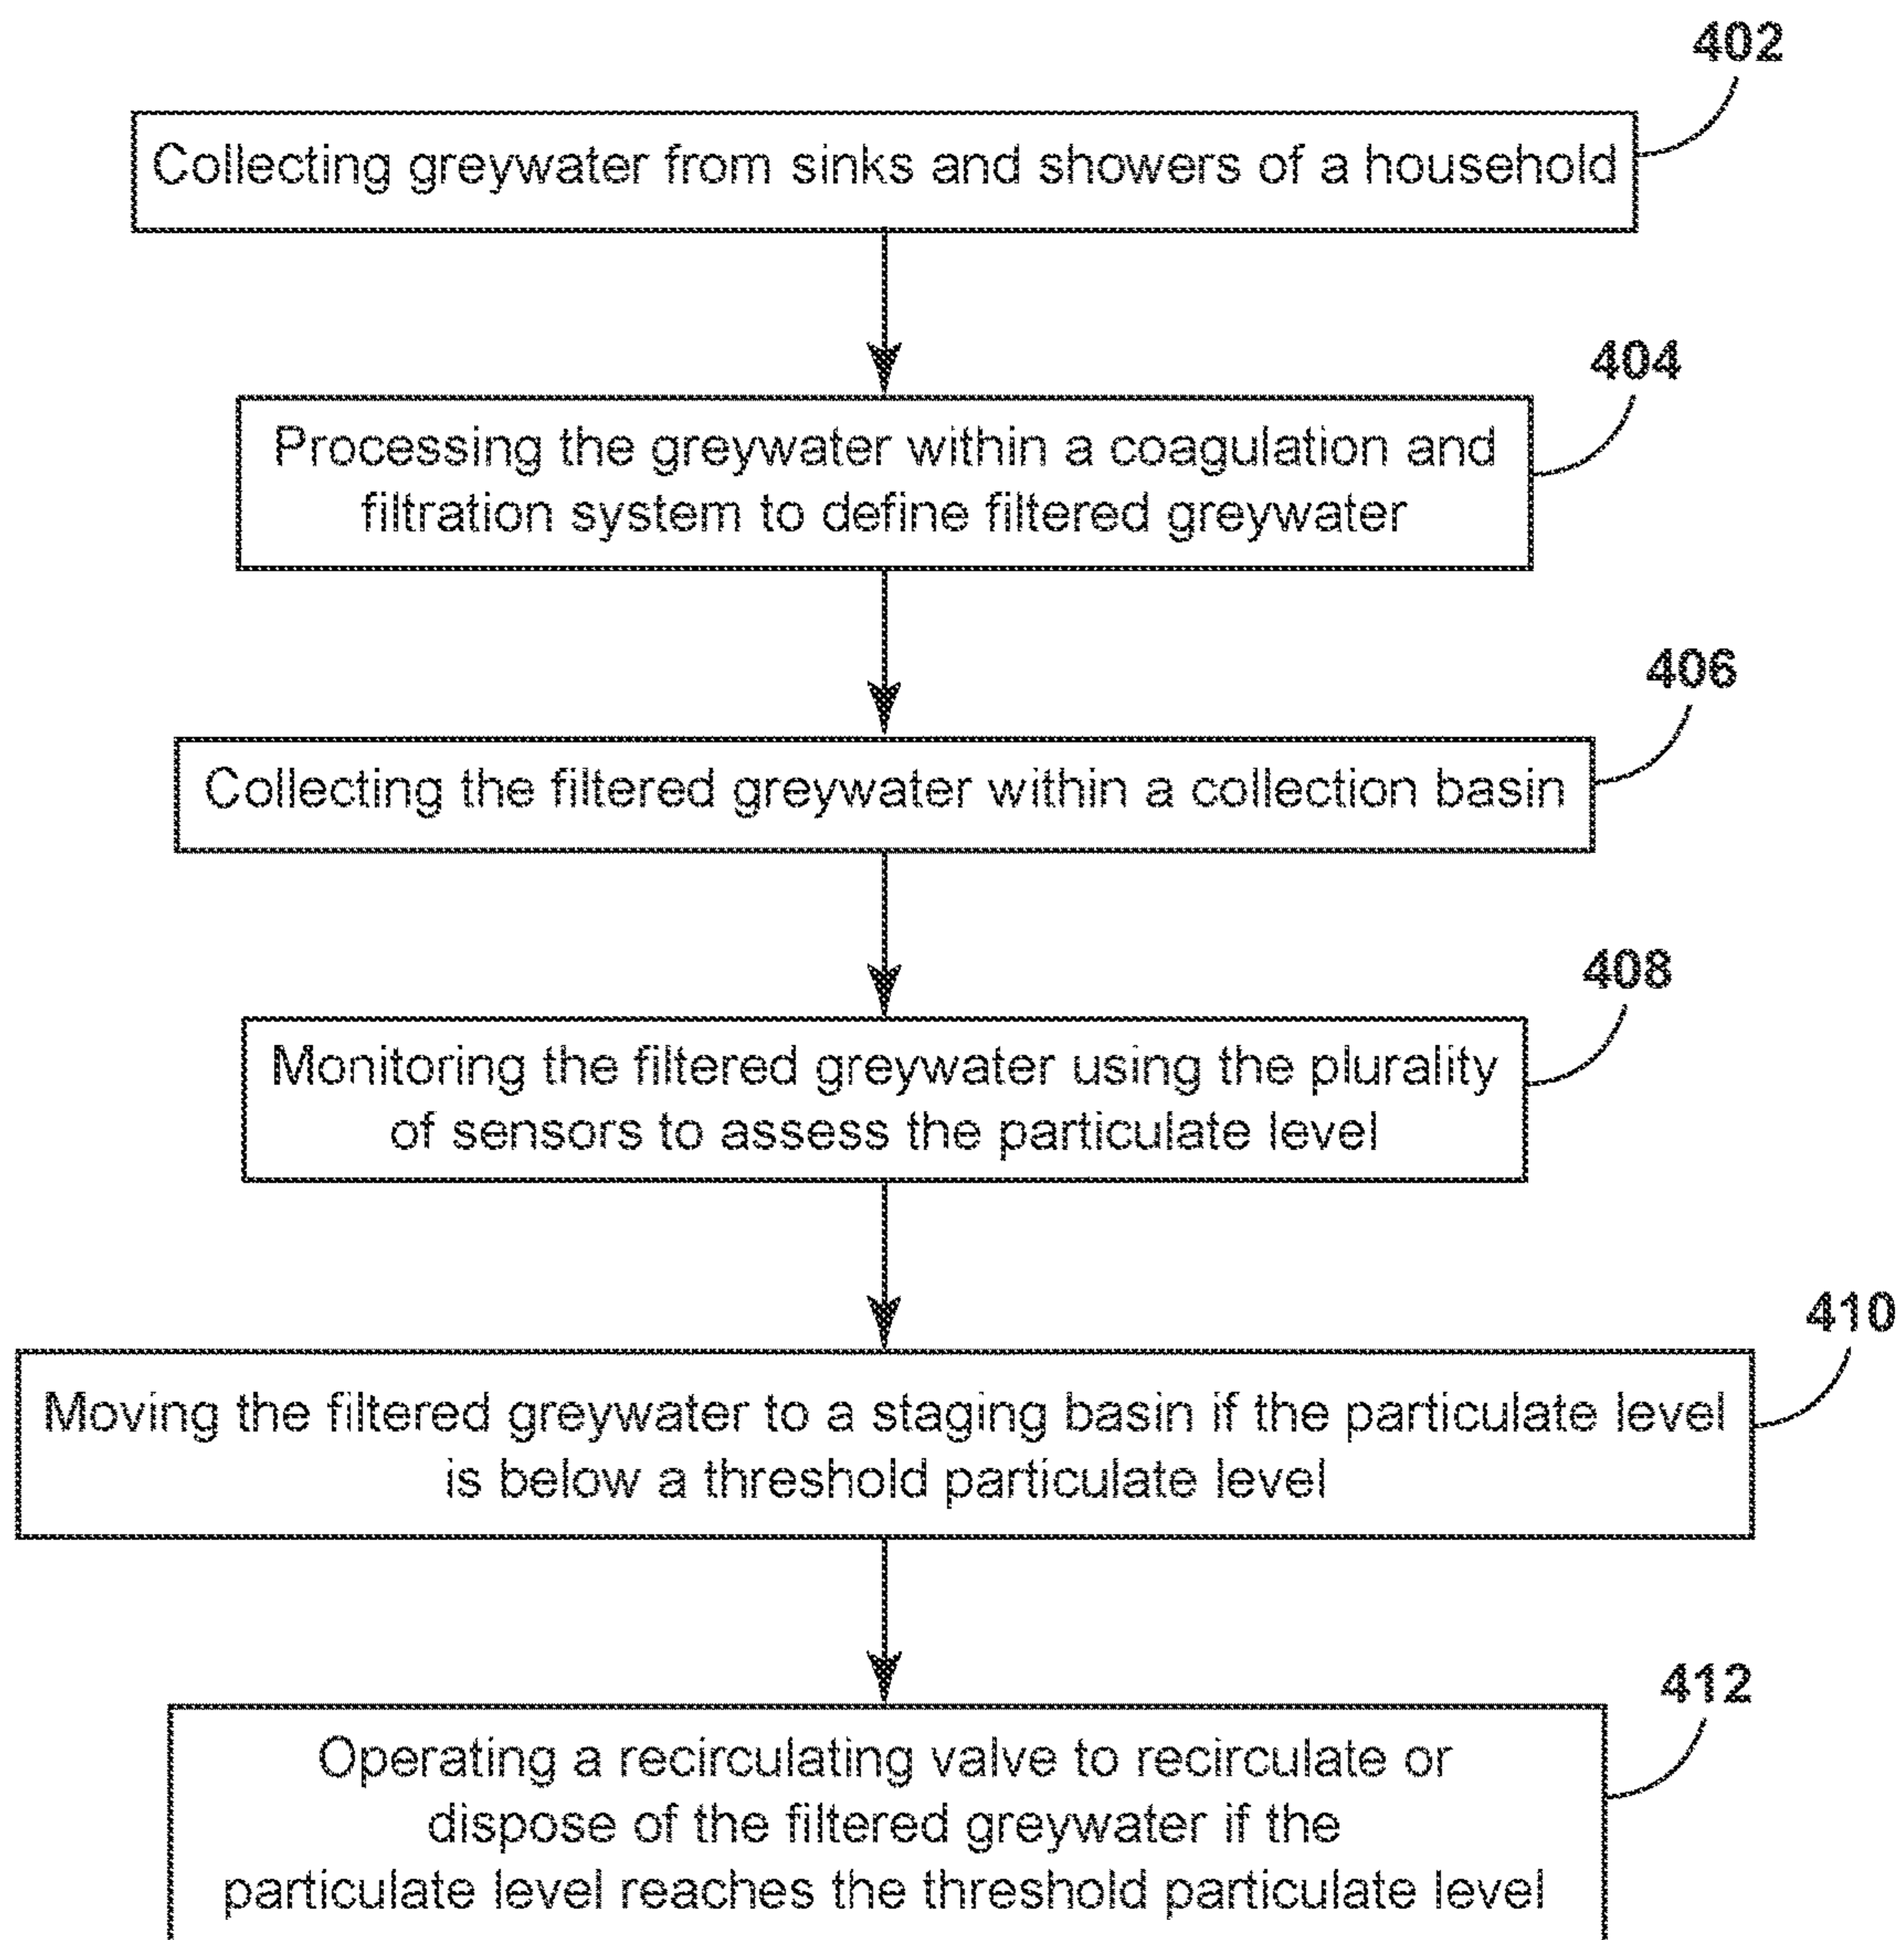 402
Collecting greywater from sinks and showers of a household
404
Processing the greywater within a coagulation and
filtration system to define filtered greywater
406
Collecting the filtered greywater within a collection basin
408
Monitoring the filtered greywater using the plurality
of sensors to assess the particulate level
410
Moving the filtered greywater to a staging basin if the particulate level
is below a threshold particulate level
412
Operating a recirculating valve to recirculate or
dispose of the filtered greywater if the
particulate level reaches the threshold particulate level